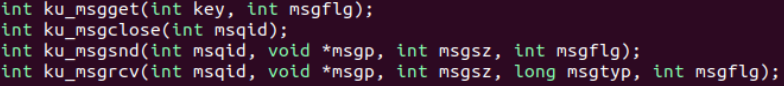 int ku_msgget(int key, int msgflg);
int ku_msgclose(int msqid);
int ku_msgsnd(int msqid, void *msgp, int msgsz, int msgflg);
int ku_msgrcv(int msqid, void *msgp, int msgsz, long msgtyp, int msgflg);